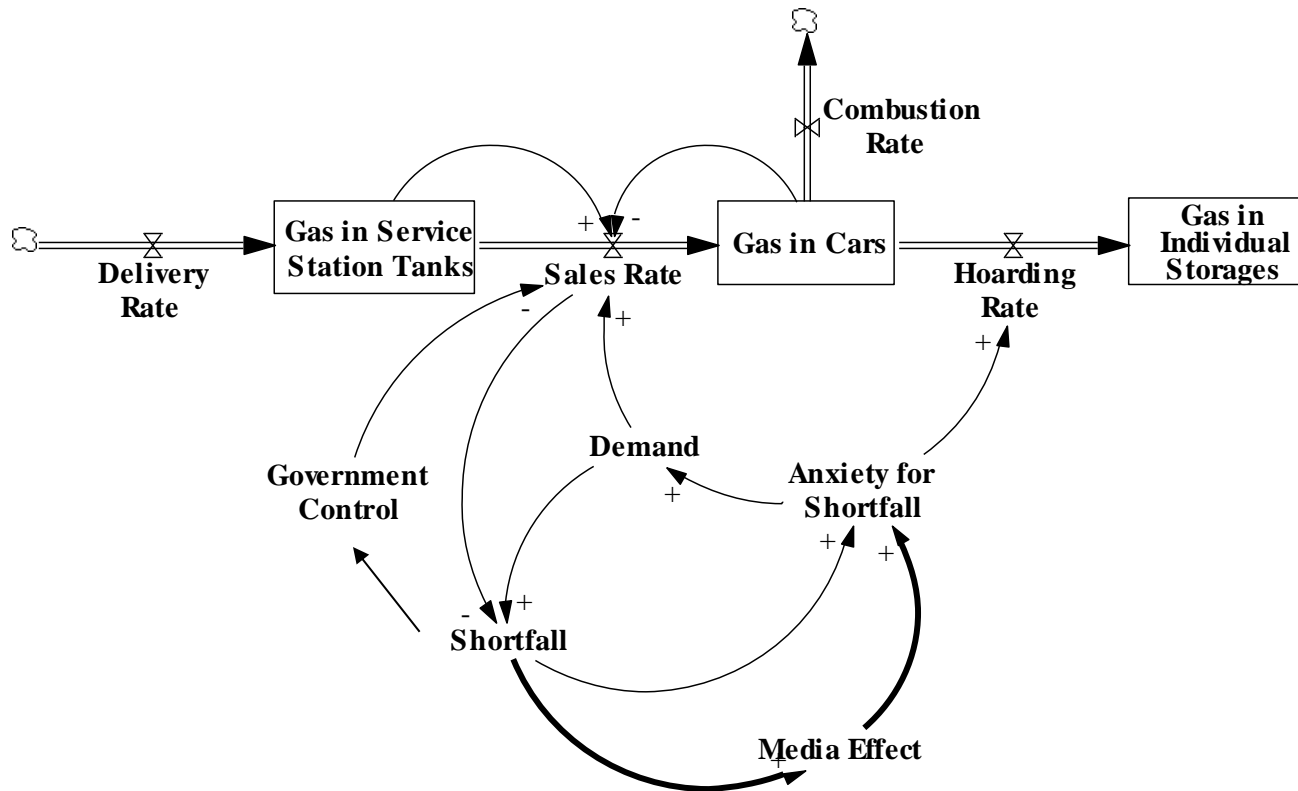 Combustion
Rate
Gas in Service
Station Tanks
+
-
Gas in Cars
Gas in
Individual
Storages
Delivery
Rate
Sales Rate
Hoarding
Rate
-
+
+
Demand
Government
Control
Anxiety for
Shortfall
+
+
+
-
+
Shortfall
Media Effect
+